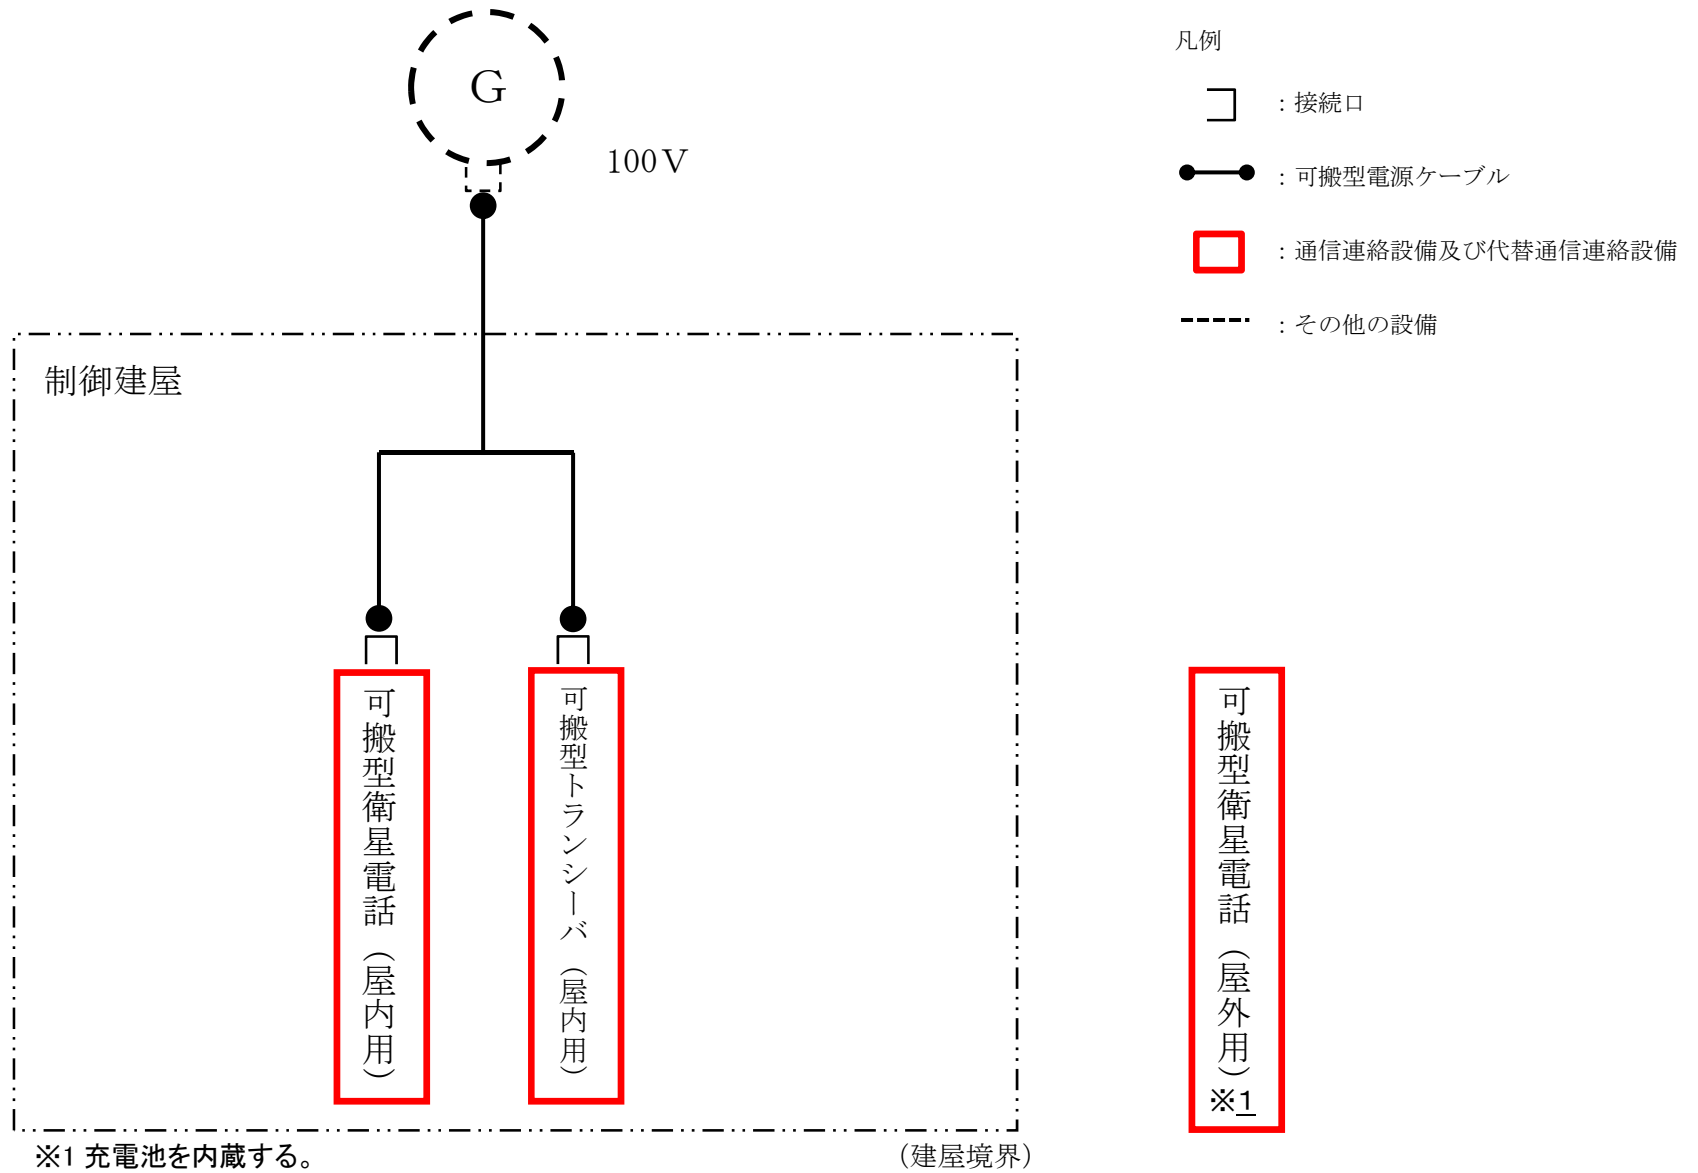 G
100V
凡例
：接続口
：可搬型電源ケーブル
：通信連絡設備及び代替通信連絡設備
：その他の設備
制御建屋
可搬型衛星電話（屋内用）
可搬型トランシーバ（屋内用）
可搬型衛星電話（屋外用）
※1
※1 充電池を内蔵する。
（建屋境界）